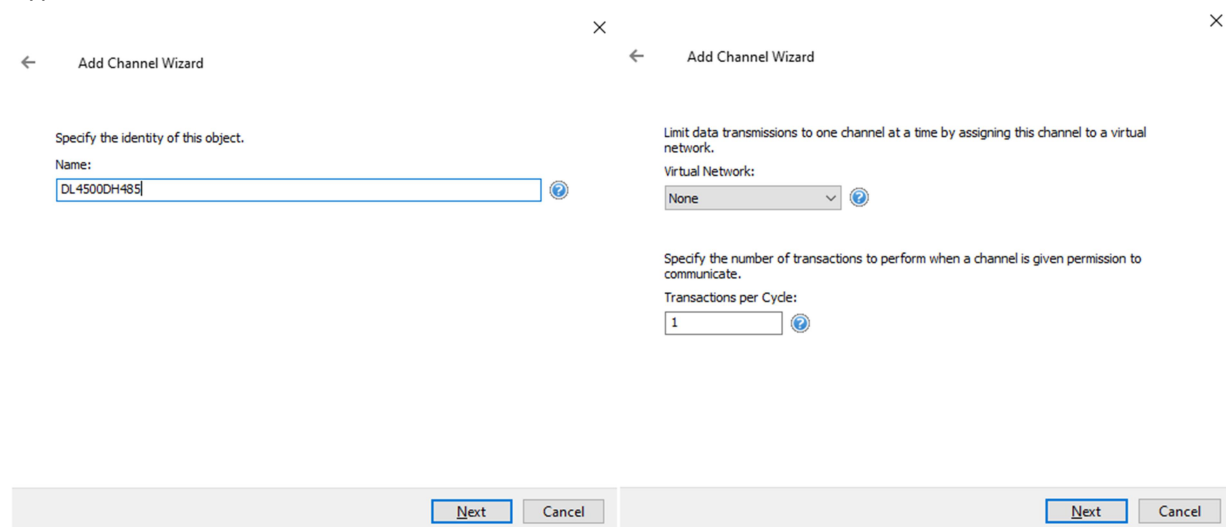 Add Channel Wizard
Specify the identity of this object.
Name:
DL4500DH485
Next
Cancel
Add Channel Wizard
Limit data transmissions to one channel at a time by assigning this channel to a virtual
network.
Virtual Network:
None
Specify the number of transactions to perform when a channel is given permission to
communicate.
Transactions per Cycle:
1
Next
Cancel